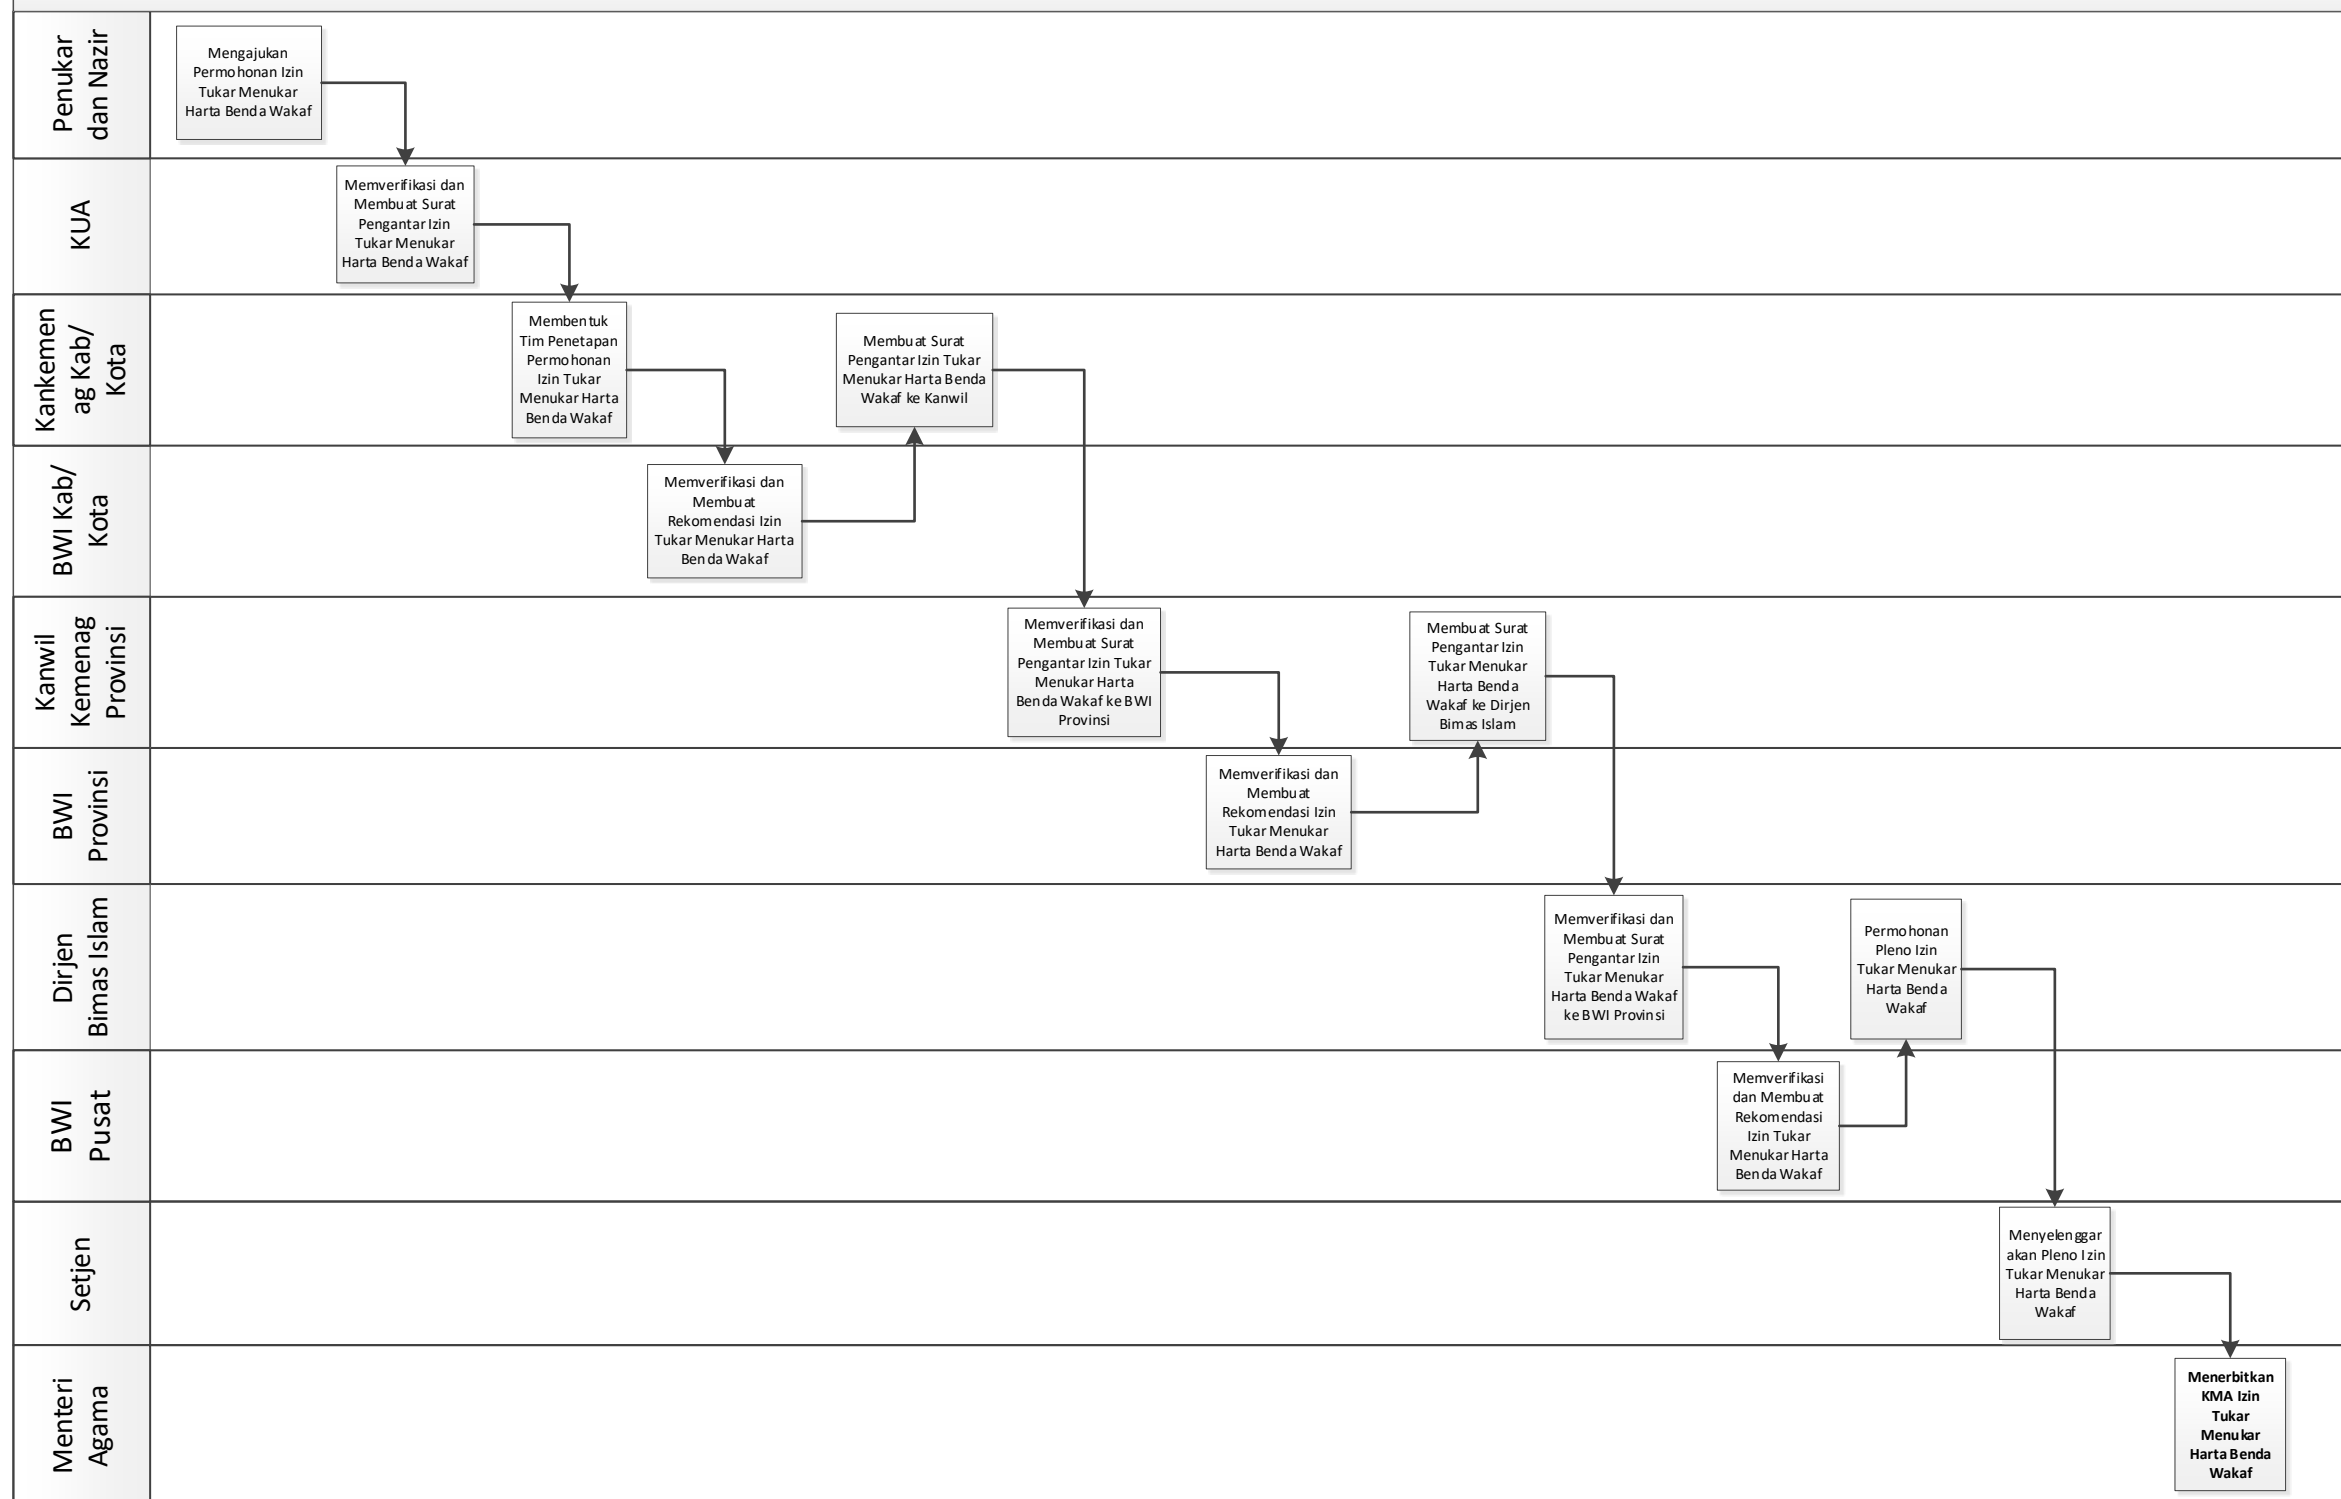 Penukar
dan Nazir
Mengajukan
Permohonan Izin
Tukar Menukar
Harta Benda Wakaf
KUA
Memverifikasi dan
Membuat Surat
Pengantar Izin
Tukar Menukar
Harta Benda Wakaf
Kankemen
ag Kab/
Kota
Membentuk
Tim Penetapan
Permohonan
Izin Tukar
Menukar Harta
Benda Wakaf
Membuat Surat
Pengantar Izin Tukar
Menukar Harta Benda
Wakaf ke Kanwil
BWI Kab/
Kota
Memverifikasi dan
Membuat
Rekomendasi Izin
Tukar Menukar Harta
Benda Wakaf
Kanwil
Kemenag
Provinsi
Memverifikasi dan
Membuat Surat
Pengantar Izin Tukar
Menukar Harta
Benda Wakaf ke BWI
Provinsi
Membuat Surat
Pengantar Izin
Tukar Menukar
Harta Benda
Wakaf ke Dirjen
Bimas Islam
BWI
Provinsi
Memverifikasi dan
Membuat
Rekomendasi Izin
Tukar Menukar
Harta Benda Wakaf
Dirjen
Bimas Islam
Memverifikasi dan
Membuat Surat
Pengantar Izin
Tukar Menukar
Harta Benda Wakaf
ke BWI Provinsi
Permohonan
Pleno Izin
Tukar Menukar
Harta Benda
Wakaf
BWI
Pusat
Memverifikasi
dan Membuat
Rekomendasi
Izin Tukar
Menukar Harta
Benda Wakaf
Setjen
Menyelenggar
akan Pleno Izin
Tukar Menukar
Harta Benda
Wakaf
Menteri
Agama
Menerbitkan
KMA Izin
Tukar
Menukar
Harta Benda
Wakaf